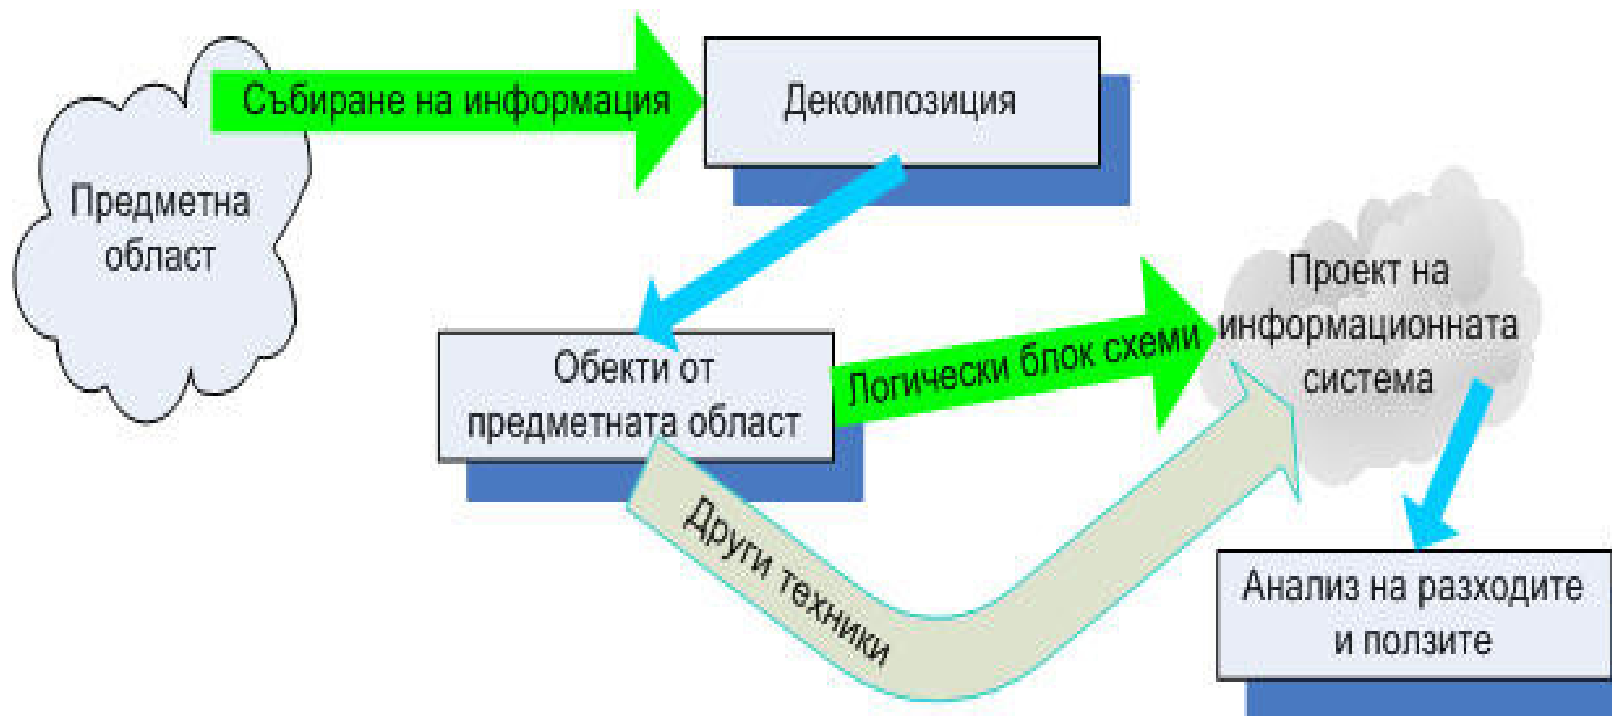 Събиране на информация
Декомпозиция
Предметна
област
Проект на
информационната
система
Обекти от
предметната област
Логически блок схеми
Други техники
Анализ на разходите
и ползите